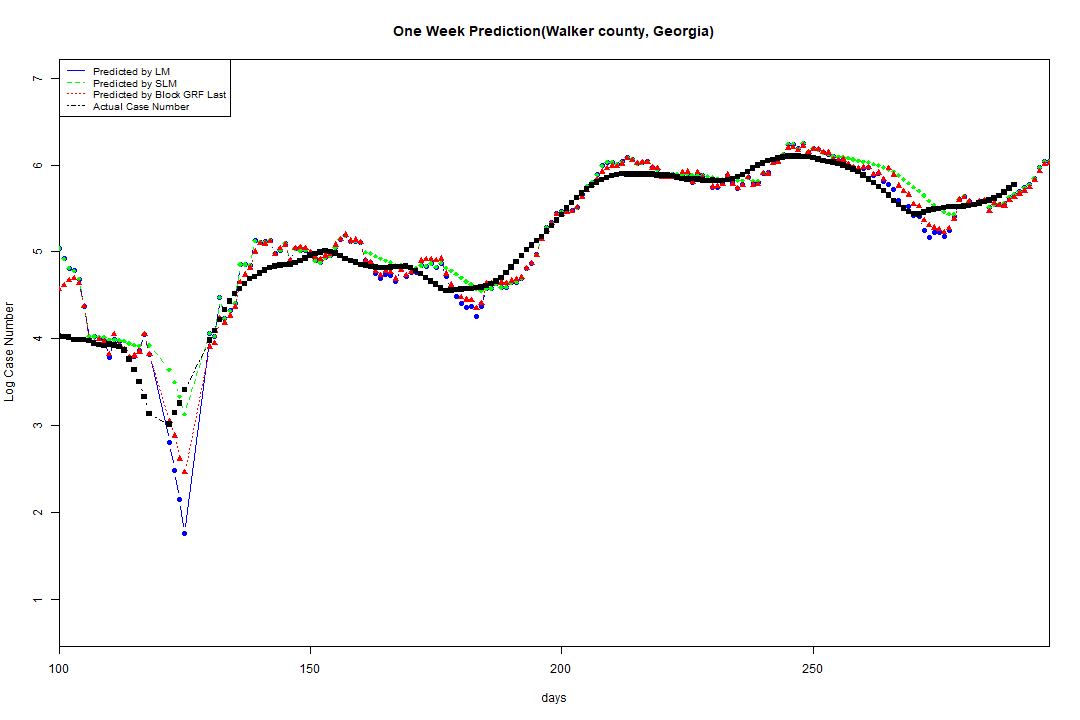 One Week Prediction(Walker county, Georgia)
Predicted by LM
Predicted by SLM
Predicted by Block GRF Last
Actual Case Number
7
6
5
4
3
2
1
Log Case Number
100 150 200 250
days